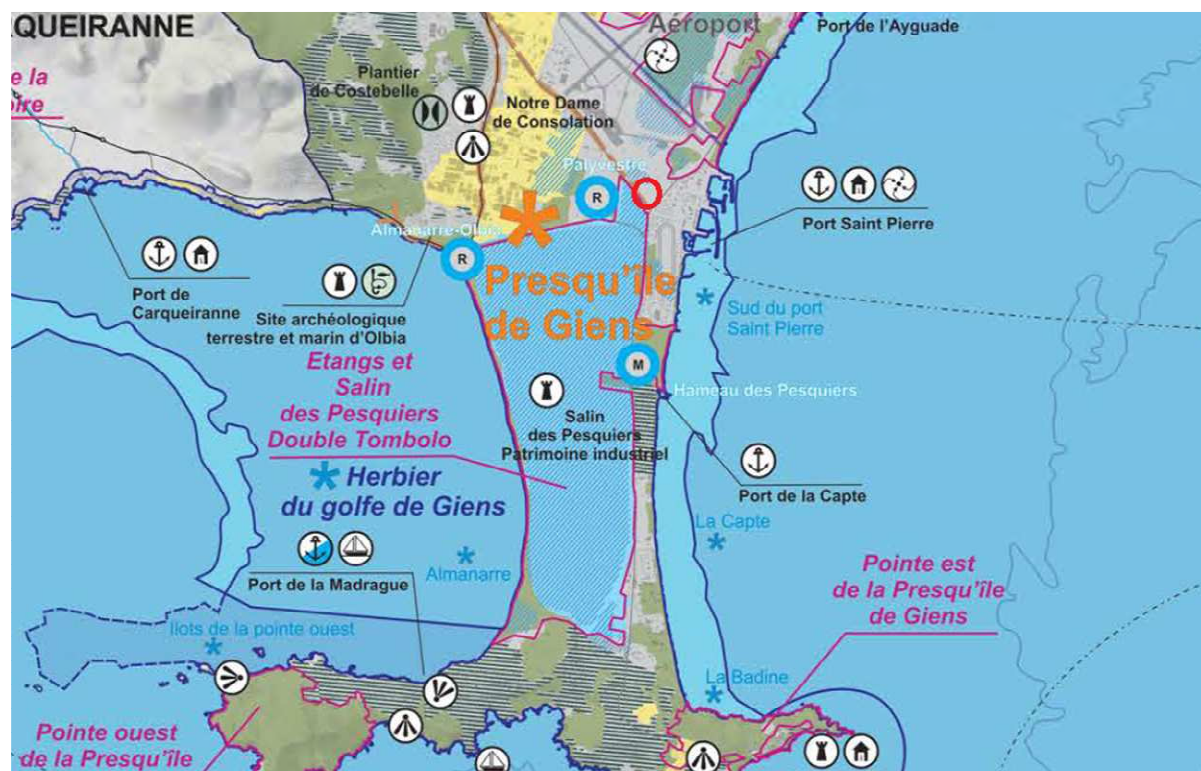 QUEIRANNE
Aéroport
Port de l'Ayguade
e la
oire
Plantier
de Costebelle
Notre Dame
de Consolation
Palyvestre
R
Port Saint Pierre
Almanarre-Olbia
R
Port de
Carqueiranne
Site archéologique
terrestre et marin d'Olbia
Presqu'île
de Giens
Sud du port
Saint Pierre
Etangs et
Salin
des Pesquiers
Double Tombolo
M
Hameau des Pesquiers
Salin
des Pesquiers
Patrimoine industriel
Herbier
du golfe de Giens
Port de la Capte
La Capte
Almanarre
Port de la Madrague
Pointe est
de la Presqu'île
de Giens
Ilots de la pointe ouest
La Badine
Pointe ouest
de la Presqu'île